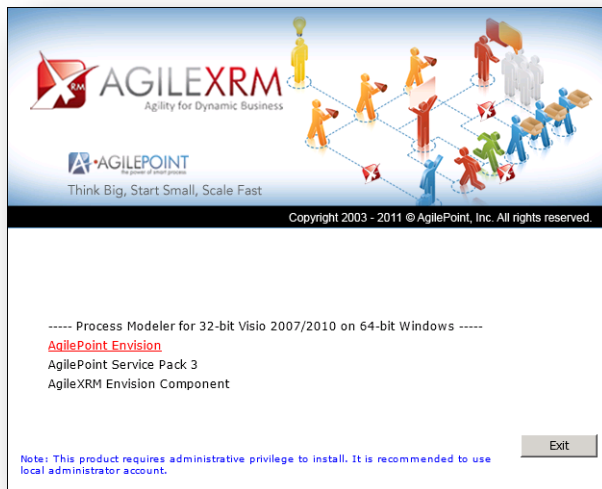 XRM
AGILEXRM
Agility for Dynamic Business
AGILEPOINT
the power of smart process
Think Big, Start Small, Scale Fast
Copyright 2003 - 2011 © AgilePoint, Inc. All rights reserved.
----- Process Modeler for 32-bit Visio 2007/2010 on 64-bit Windows -----
AgilePoint Envision
AgilePoint Service Pack 3
AgileXRM Envision Component
Exit
Note: This product requires administrative privilege to install. It is recommended to use
local administrator account.